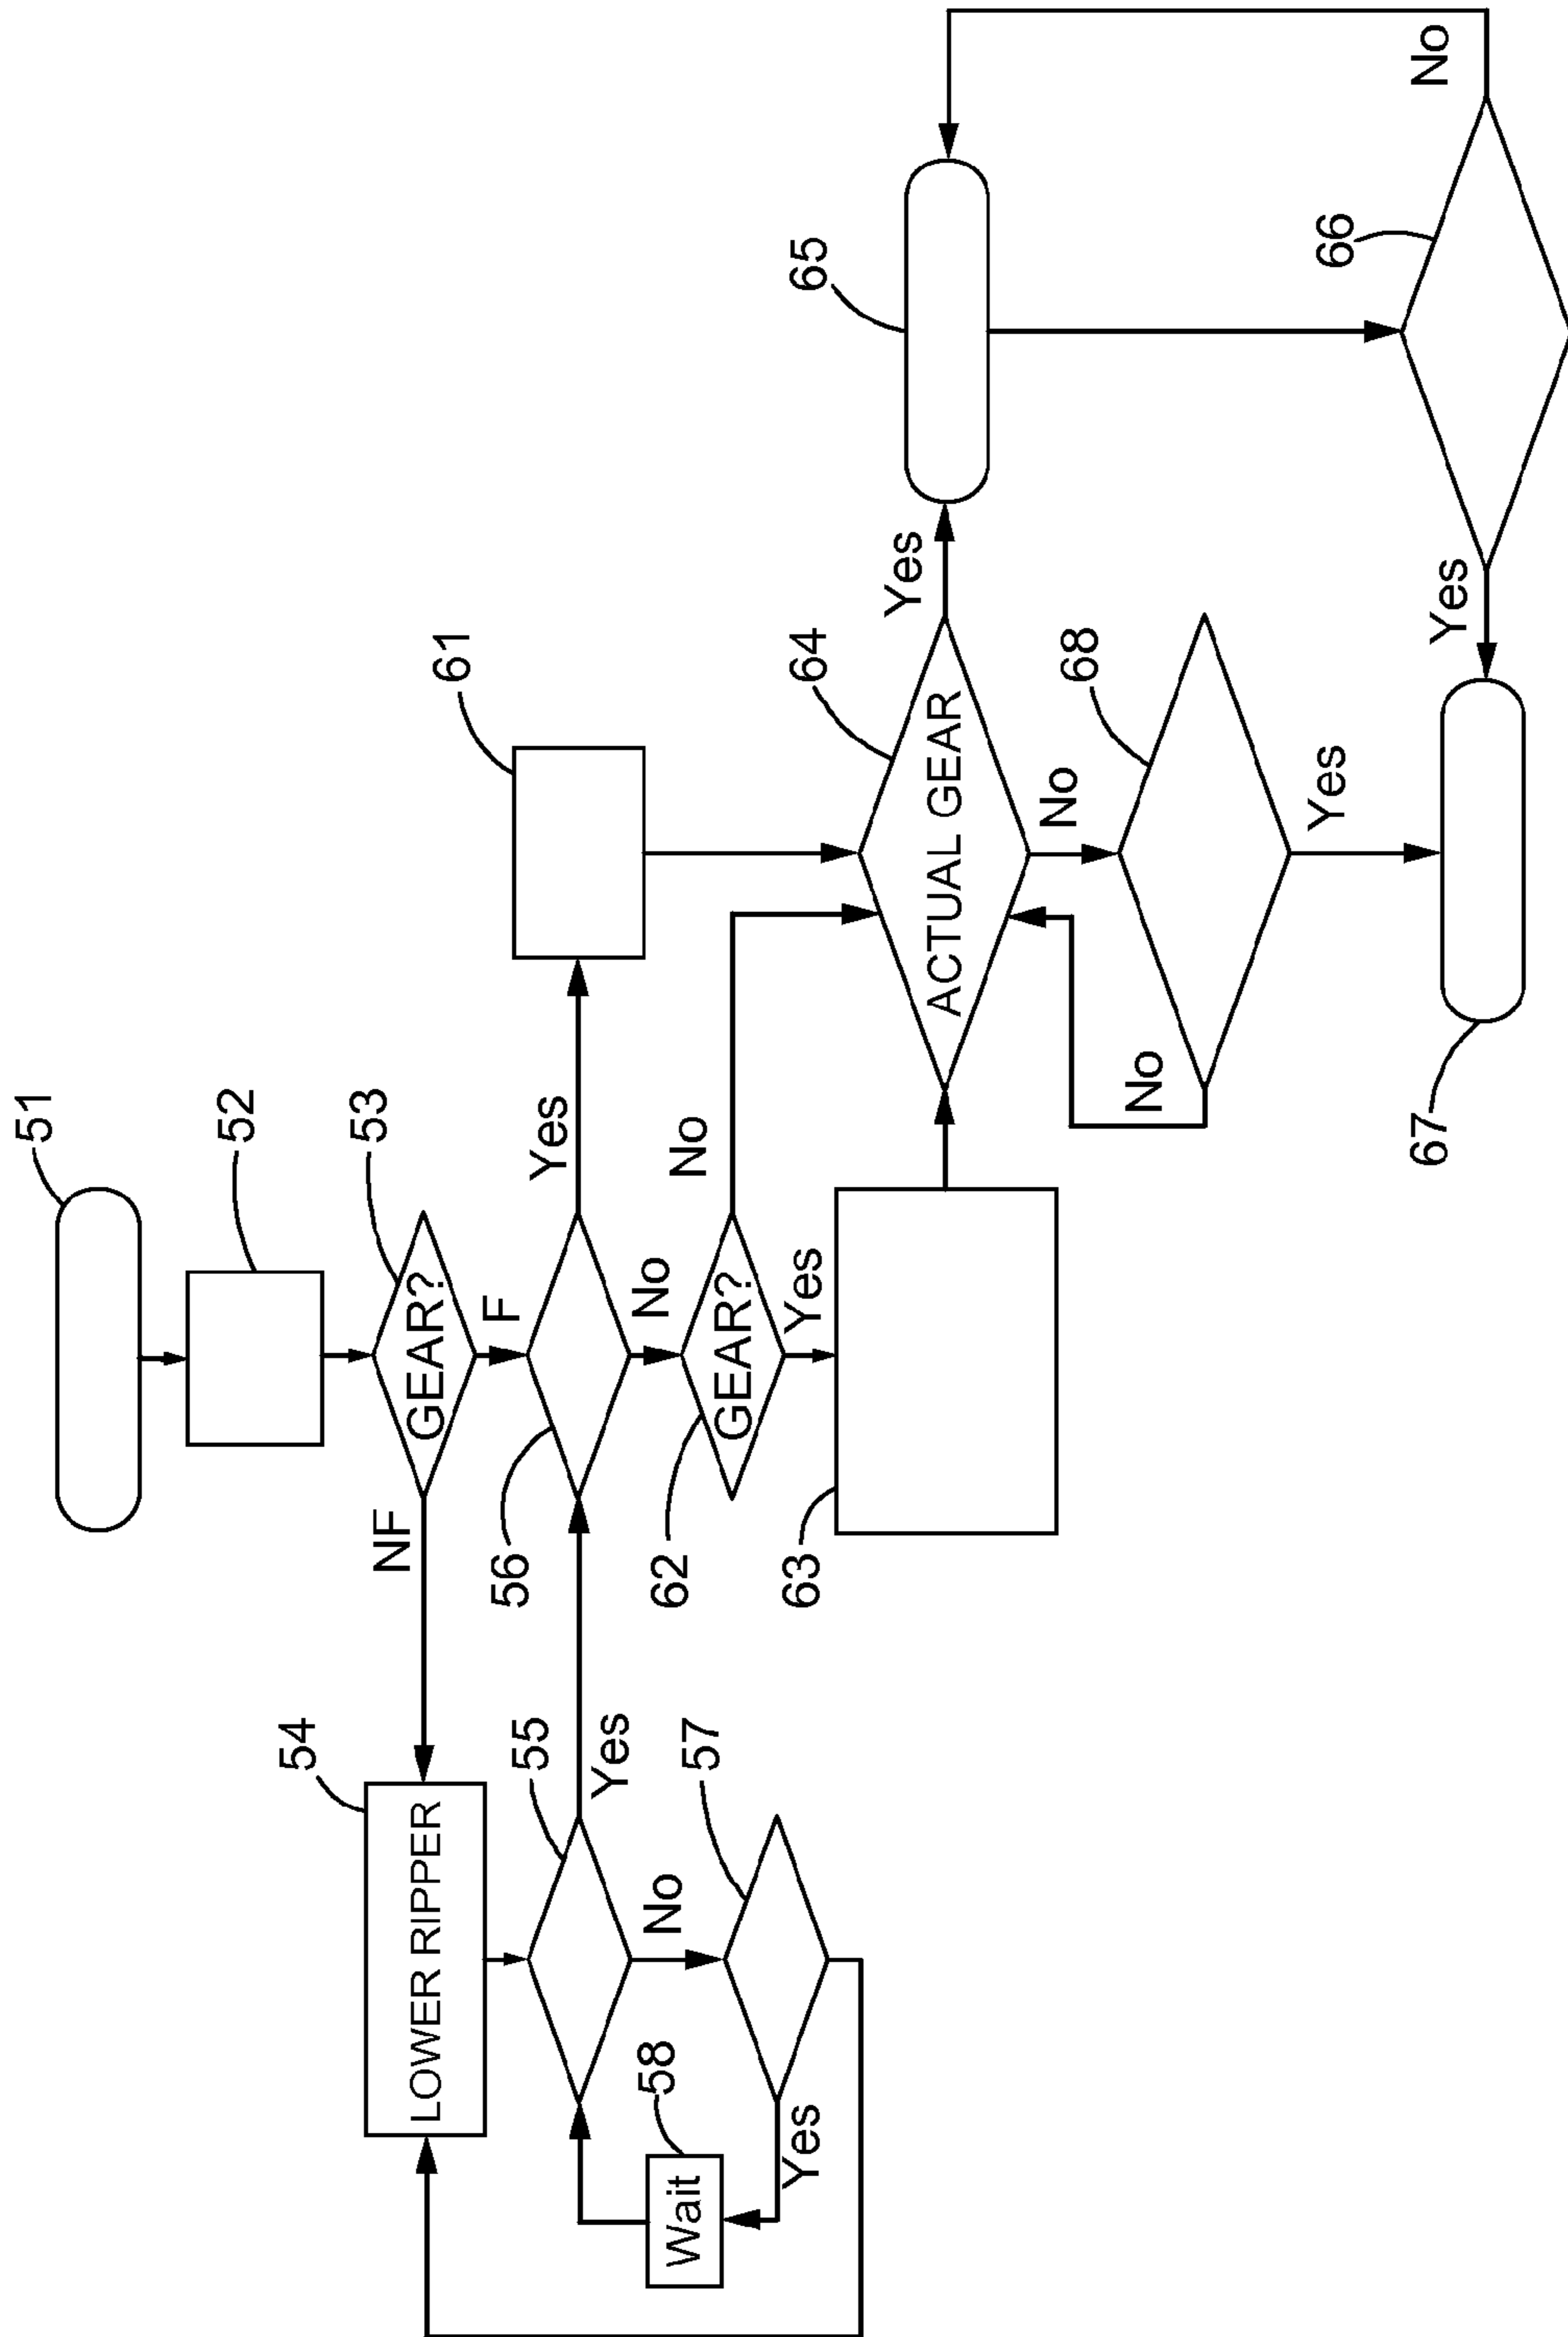 51
52
53
GEAR?
NF
F
54
LOWER RIPPER
55
56
Yes
61
Yes
No
57
No
58
Wait
Yes
62
GEAR?
No
Yes
63
64
ACTUAL GEAR
Yes
65
No
68
No
Yes
66
No
Yes
67